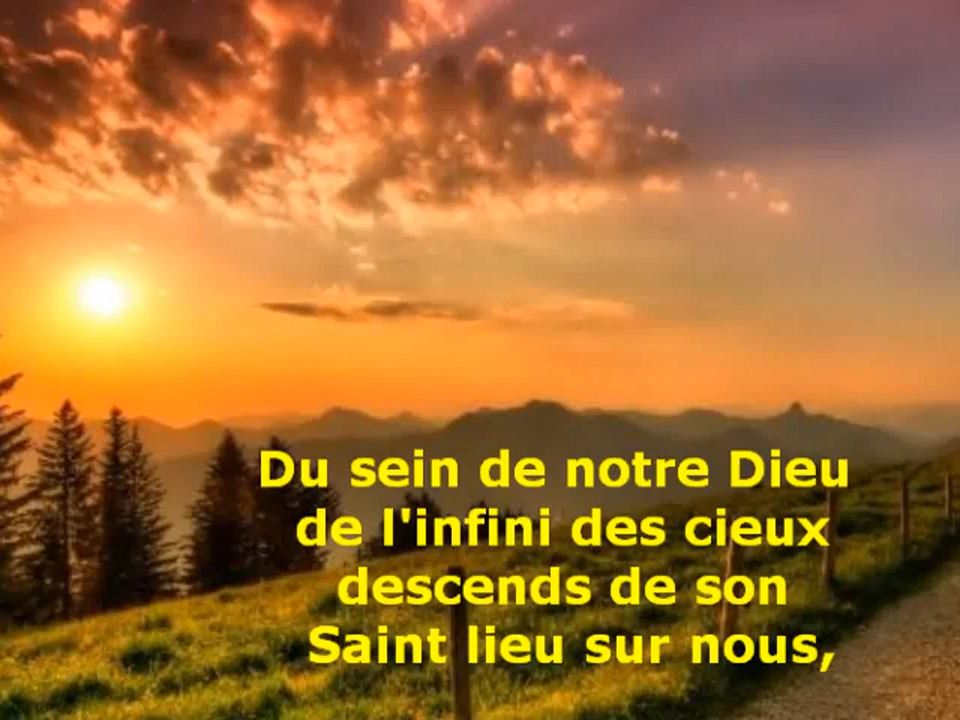 Du sein de notre Dieu
de l'infini des cieux
descends de son
Saint lieu sur nous,